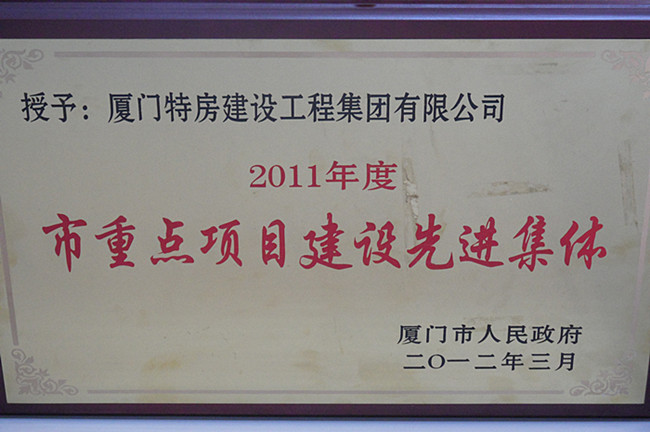 授予：厦门特房建设工程集团有限公司
2011年度
市重点项目建设先进集体
厦门市人民政府
二〇一二年三月